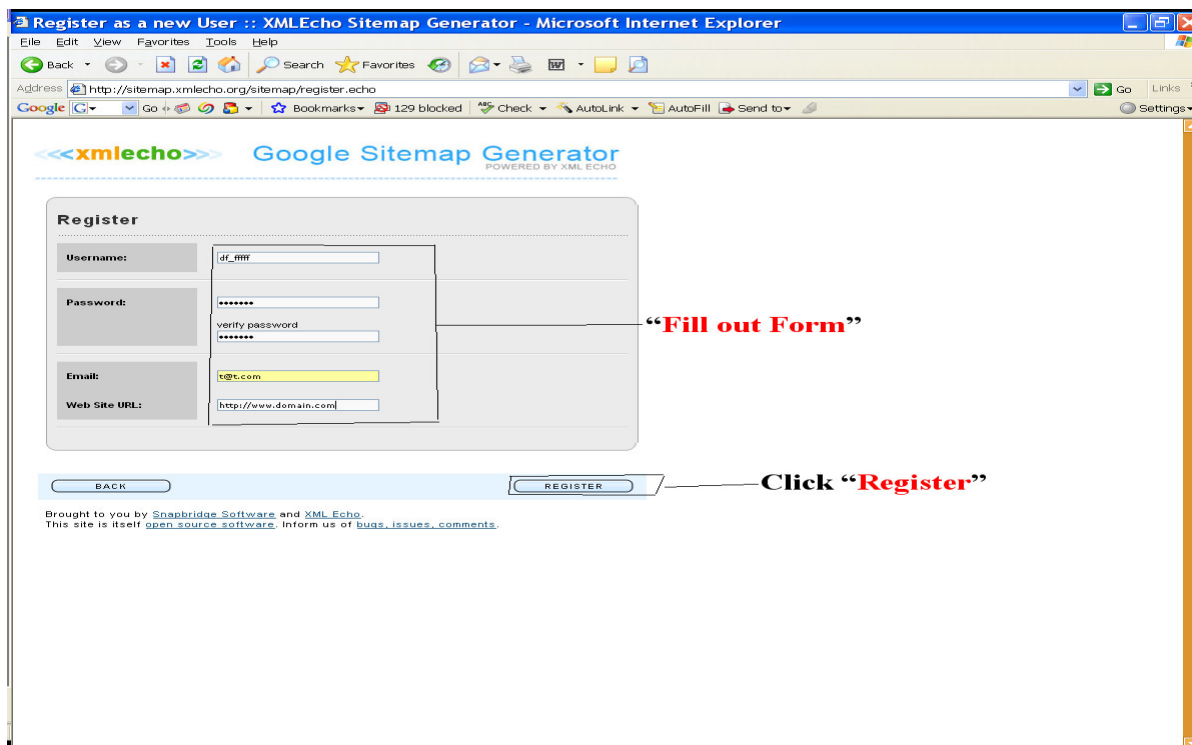 Register as a new User :: XMLEcho Sitemap Generator - Microsoft Internet Explorer
File Edit View Favorites Tools Help
Back Search Favorites
Address http://sitemap.xmlecho.org/sitemap/register.echo Go Links
Google G Go Bookmarks 129 blocked ABC Check AutoLink AutoFill Send to Settings
<<<xmlecho>>> Google Sitemap Generator
POWERED BY XML ECHO
Register
Username: df_fffff
Password: •••••••
verify password
•••••••
“Fill out Form”
Email: t@t.com
Web Site URL: http://www.domain.com
BACK REGISTER Click “Register”
Brought to you by Snapbridge Software and XML Echo.
This site is itself open source software. Inform us of bugs, issues, comments.